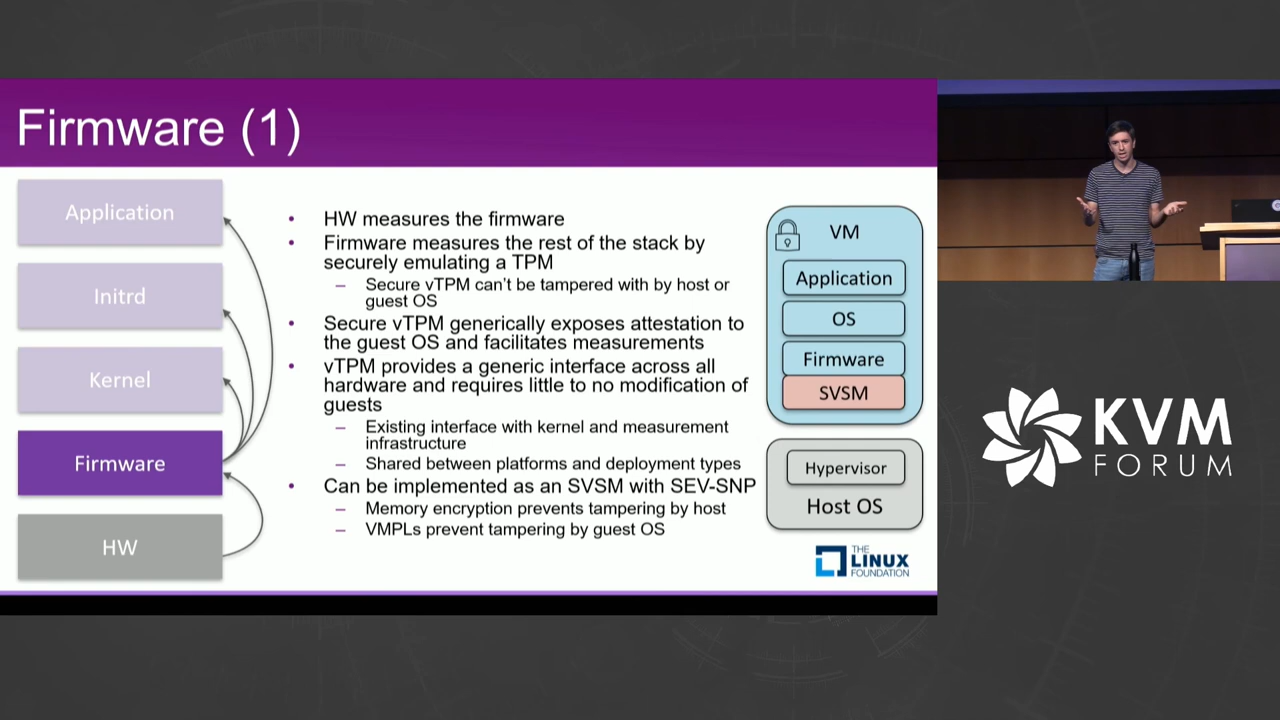 Firmware (1)
Application
Initrd
Kernel
Firmware
HW
• HW measures the firmware
• Firmware measures the rest of the stack by
securely emulating a TPM
– Secure vTPM can't be tampered with by host or
guest OS
• Secure vTPM generically exposes attestation to
the guest OS and facilitates measurements
• vTPM provides a generic interface across all
hardware and requires little to no modification of
guests
– Existing interface with kernel and measurement
infrastructure
– Shared between platforms and deployment types
• Can be implemented as an SVSM with SEV-SNP
– Memory encryption prevents tampering by host
– VMPLs prevent tampering by guest OS
VM
Application
OS
Firmware
SVSM
Hypervisor
Host OS
THE
LINUX
FOUNDATION
KVM
FORUM